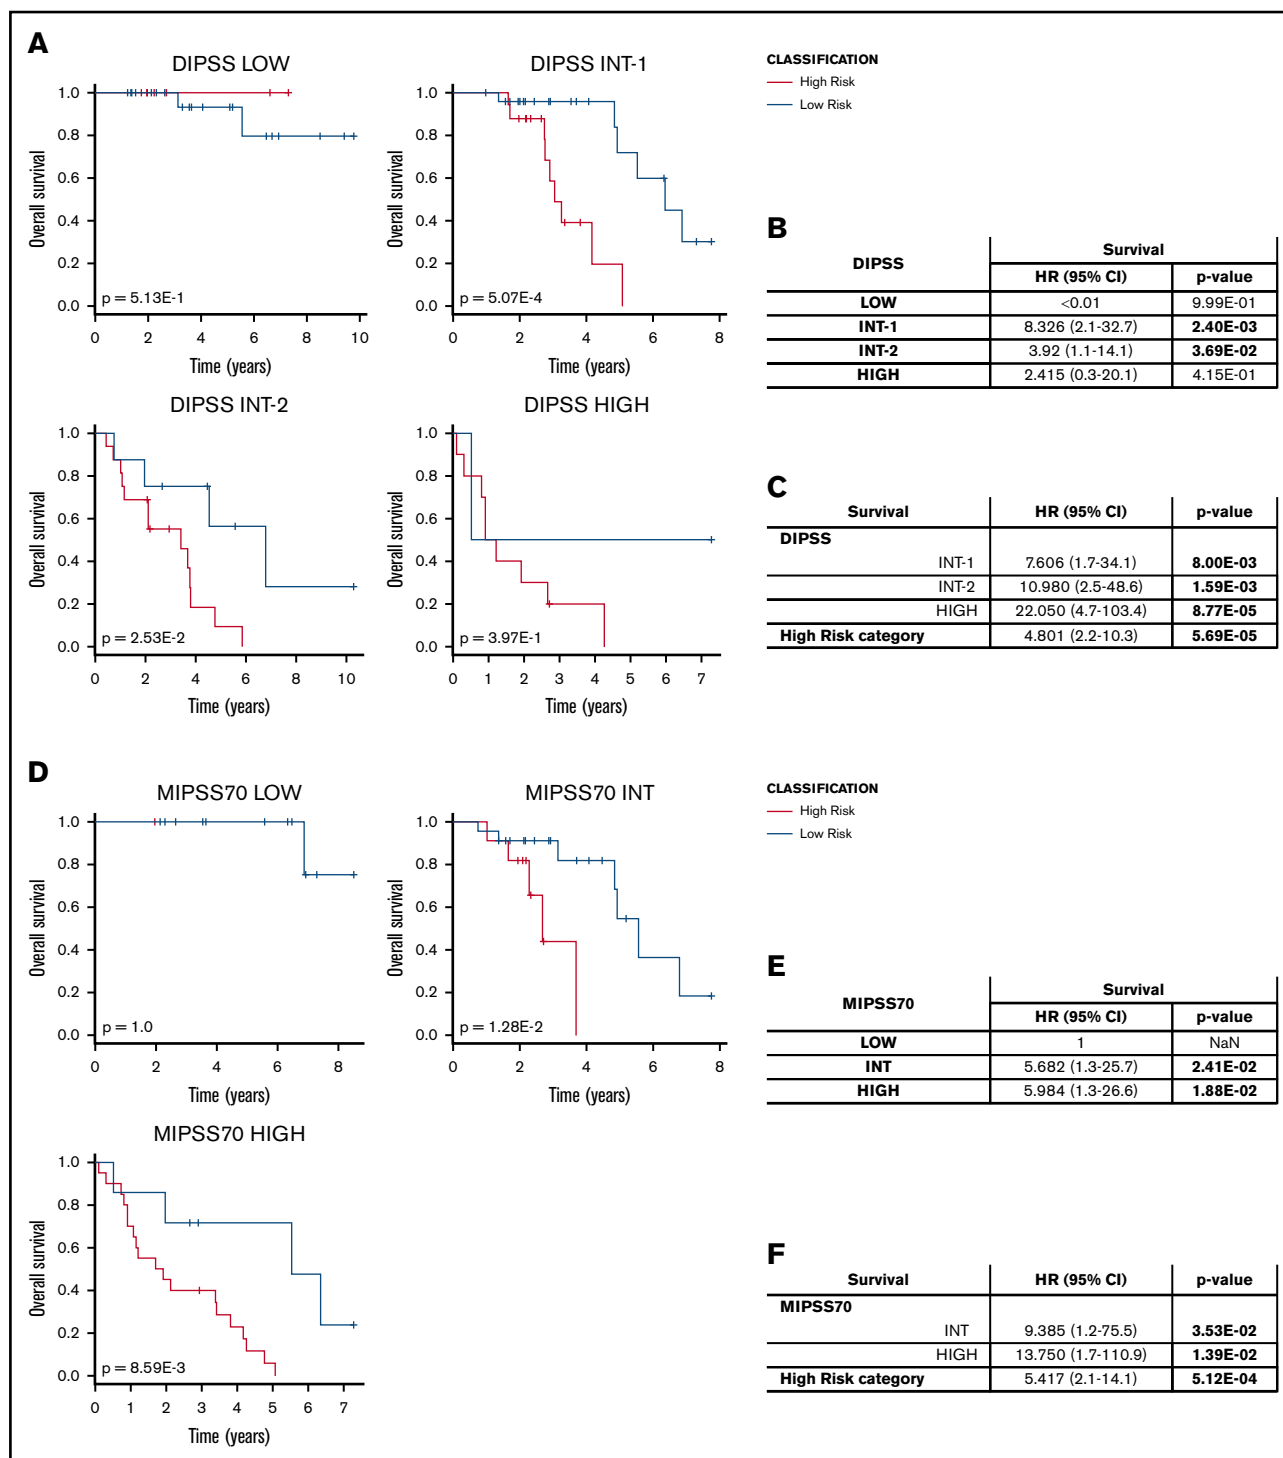 A
DIPSS LOW
1.0
0.8
0.6
0.4
0.2
0.0
Overall survival
p = 5.13E-1
0 2 4 6 8 10
Time (years)
DIPSS INT-1
1.0
0.8
0.6
0.4
0.2
0.0
Overall survival
p = 5.07E-4
0 2 4 6 8
Time (years)
CLASSIFICATION
High Risk
Low Risk
DIPSS INT-2
1.0
0.8
0.6
0.4
0.2
0.0
Overall survival
p = 2.53E-2
0 2 4 6 8 10
Time (years)
DIPSS HIGH
1.0
0.8
0.6
0.4
0.2
0.0
Overall survival
p = 3.97E-1
0 1 2 3 4 5 6 7
Time (years)
B
DIPSS Survival
HR (95% CI) p-value
LOW <0.01 9.99E-01
INT-1 8.326 (2.1-32.7) 2.40E-03
INT-2 3.92 (1.1-14.1) 3.69E-02
HIGH 2.415 (0.3-20.1) 4.15E-01
C
Survival HR (95% CI) p-value
DIPSS
INT-1 7.606 (1.7-34.1) 8.00E-03
INT-2 10.980 (2.5-48.6) 1.59E-03
HIGH 22.050 (4.7-103.4) 8.77E-05
High Risk category 4.801 (2.2-10.3) 5.69E-05
D
MIPSS70 LOW
1.0
0.8
0.6
0.4
0.2
0.0
Overall survival
p = 1.0
0 2 4 6 8
Time (years)
MIPSS70 INT
1.0
0.8
0.6
0.4
0.2
0.0
Overall survival
p = 1.28E-2
0 2 4 6 8
Time (years)
CLASSIFICATION
High Risk
Low Risk
MIPSS70 HIGH
1.0
0.8
0.6
0.4
0.2
0.0
Overall survival
p = 8.59E-3
0 1 2 3 4 5 6 7
Time (years)
E
MIPSS70 Survival
HR (95% CI) p-value
LOW 1 NaN
INT 5.682 (1.3-25.7) 2.41E-02
HIGH 5.984 (1.3-26.6) 1.88E-02
F
Survival HR (95% CI) p-value
MIPSS70
INT 9.385 (1.2-75.5) 3.53E-02
HIGH 13.750 (1.7-110.9) 1.39E-02
High Risk category 5.417 (2.1-14.1) 5.12E-04